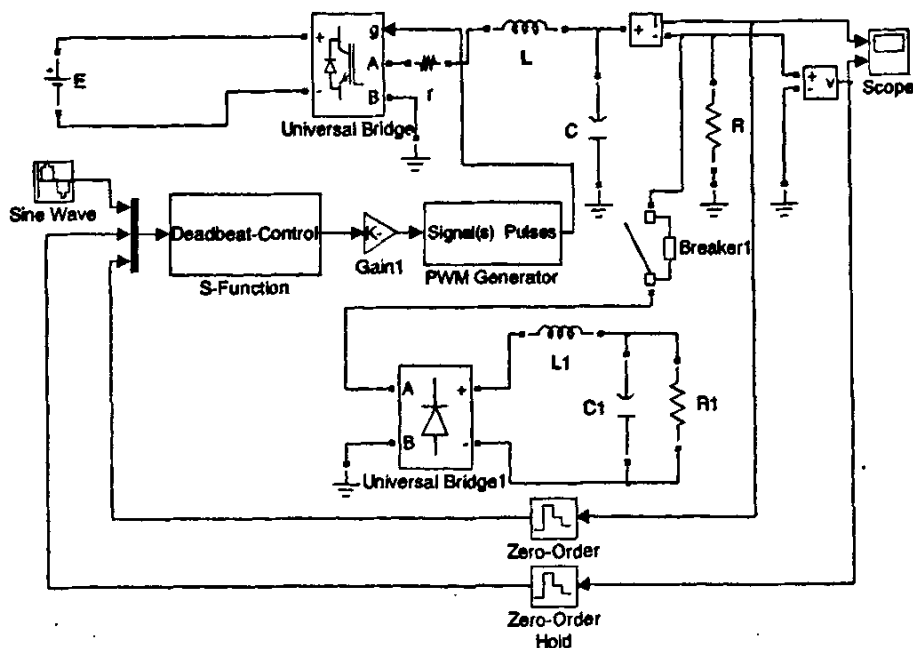 +
-
g
A
B
E
Universal Bridge
r
L
C
+
-
i
R
+
-
v
Scope
Sine Wave
Deadbeat-Control
S-Function
K-
Gain1
Signal(s) Pulses
PWM Generator
Breaker1
A
B
+
-
Universal Bridge1
L1
C1
R1
Zero-Order
Zero-Order
Hold